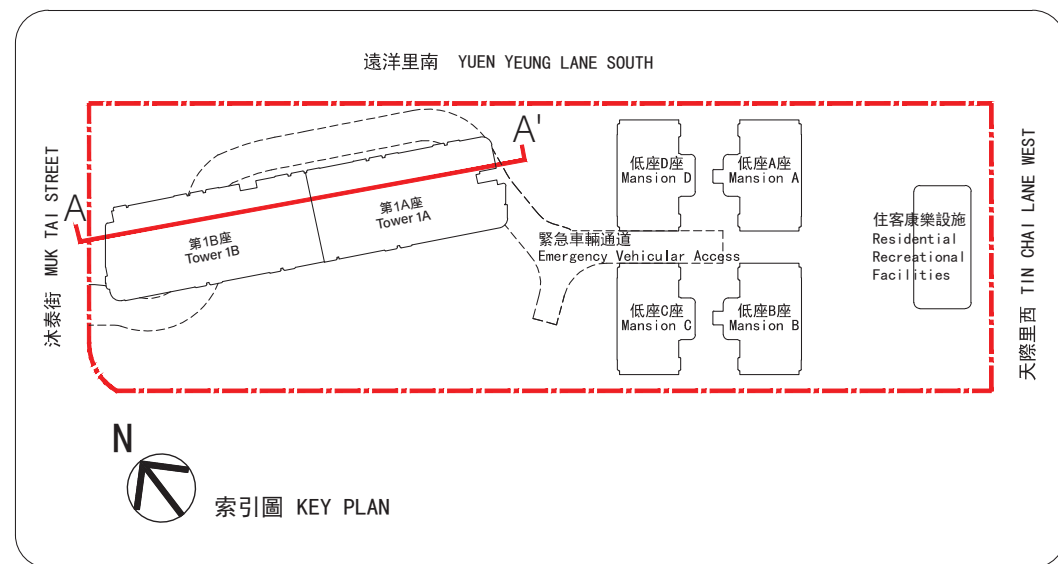 遠洋里南 YUEN YEUNG LANE SOUTH
沐泰街 MUK TAI STREET
天際里西 TIN CHAI LANE WEST
A
A'
第1B座
Tower 1B
第1A座
Tower 1A
低座D座
Mansion D
低座A座
Mansion A
緊急車輛通道
Emergency Vehicular Access
低座C座
Mansion C
低座B座
Mansion B
住客康樂設施
Residential
Recreational
Facilities
N
索引圖 KEY PLAN